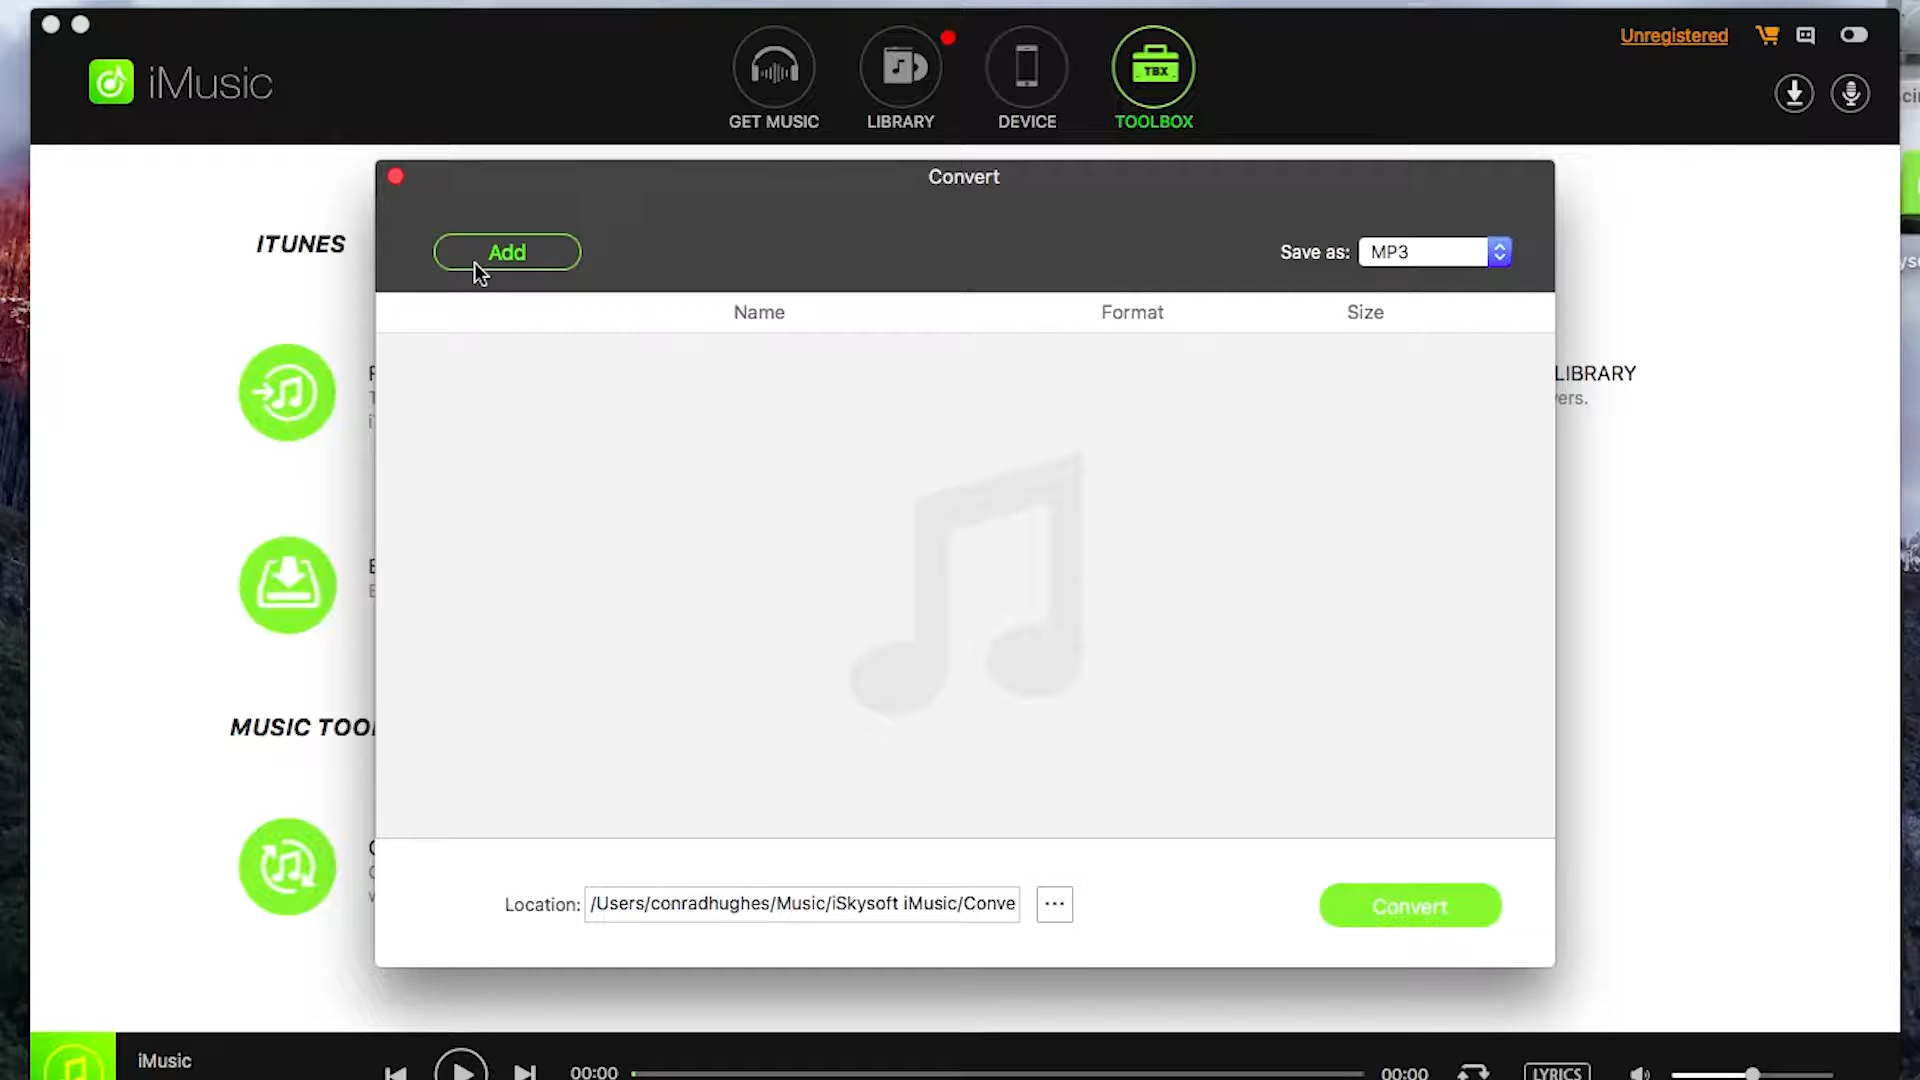 Unregistered
iMusic
TBX
GET MUSIC
LIBRARY
DEVICE
TOOLBOX
Convert
ITUNES
Add
Save as:
MP3
Name
Format
Size
LIBRARY
MUSIC TOO
Location:
/Users/conradhughes/Music/iSkysoft iMusic/Conve
...
Convert
iMusic
00:00
00:00
LYRICS